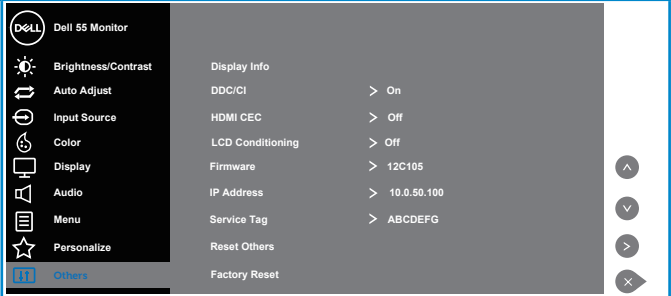 DELL Dell 55 Monitor
Brightness/Contrast Display Info
Auto Adjust DDC/CI > On
Input Source HDMI CEC > Off
Color LCD Conditioning > Off
Display Firmware > 12C105
Audio IP Address > 10.0.50.100
Menu Service Tag > ABCDEFG
Personalize Reset Others
Others Factory Reset